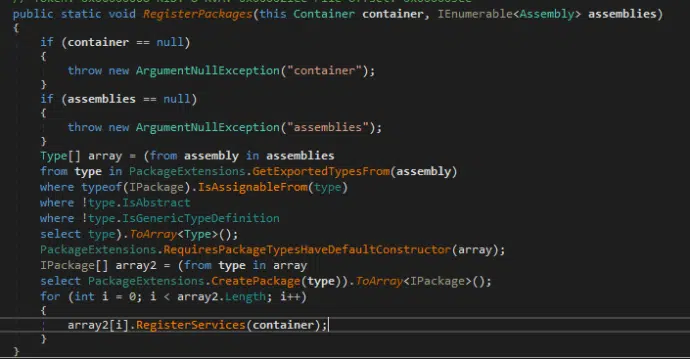 public static void RegisterPackages(this Container container, IEnumerable<Assembly> assemblies)
{
if (container == null)
{
throw new ArgumentNullException("container");
}
if (assemblies == null)
{
throw new ArgumentNullException("assemblies");
}
Type[] array = (from assembly in assemblies
from type in PackageExtensions.GetExportedTypesFrom(assembly)
where typeof(IPackage).IsAssignableFrom(type)
where !type.IsAbstract
where !type.IsGenericTypeDefinition
select type).ToArray<Type>();
PackageExtensions.RequiresPackageTypesHaveDefaultConstructor(array);
IPackage[] array2 = (from type in array
select PackageExtensions.CreatePackage(type)).ToArray<IPackage>();
for (int i = 0; i < array2.Length; i++)
{
array2[i].RegisterServices(container);
}
}